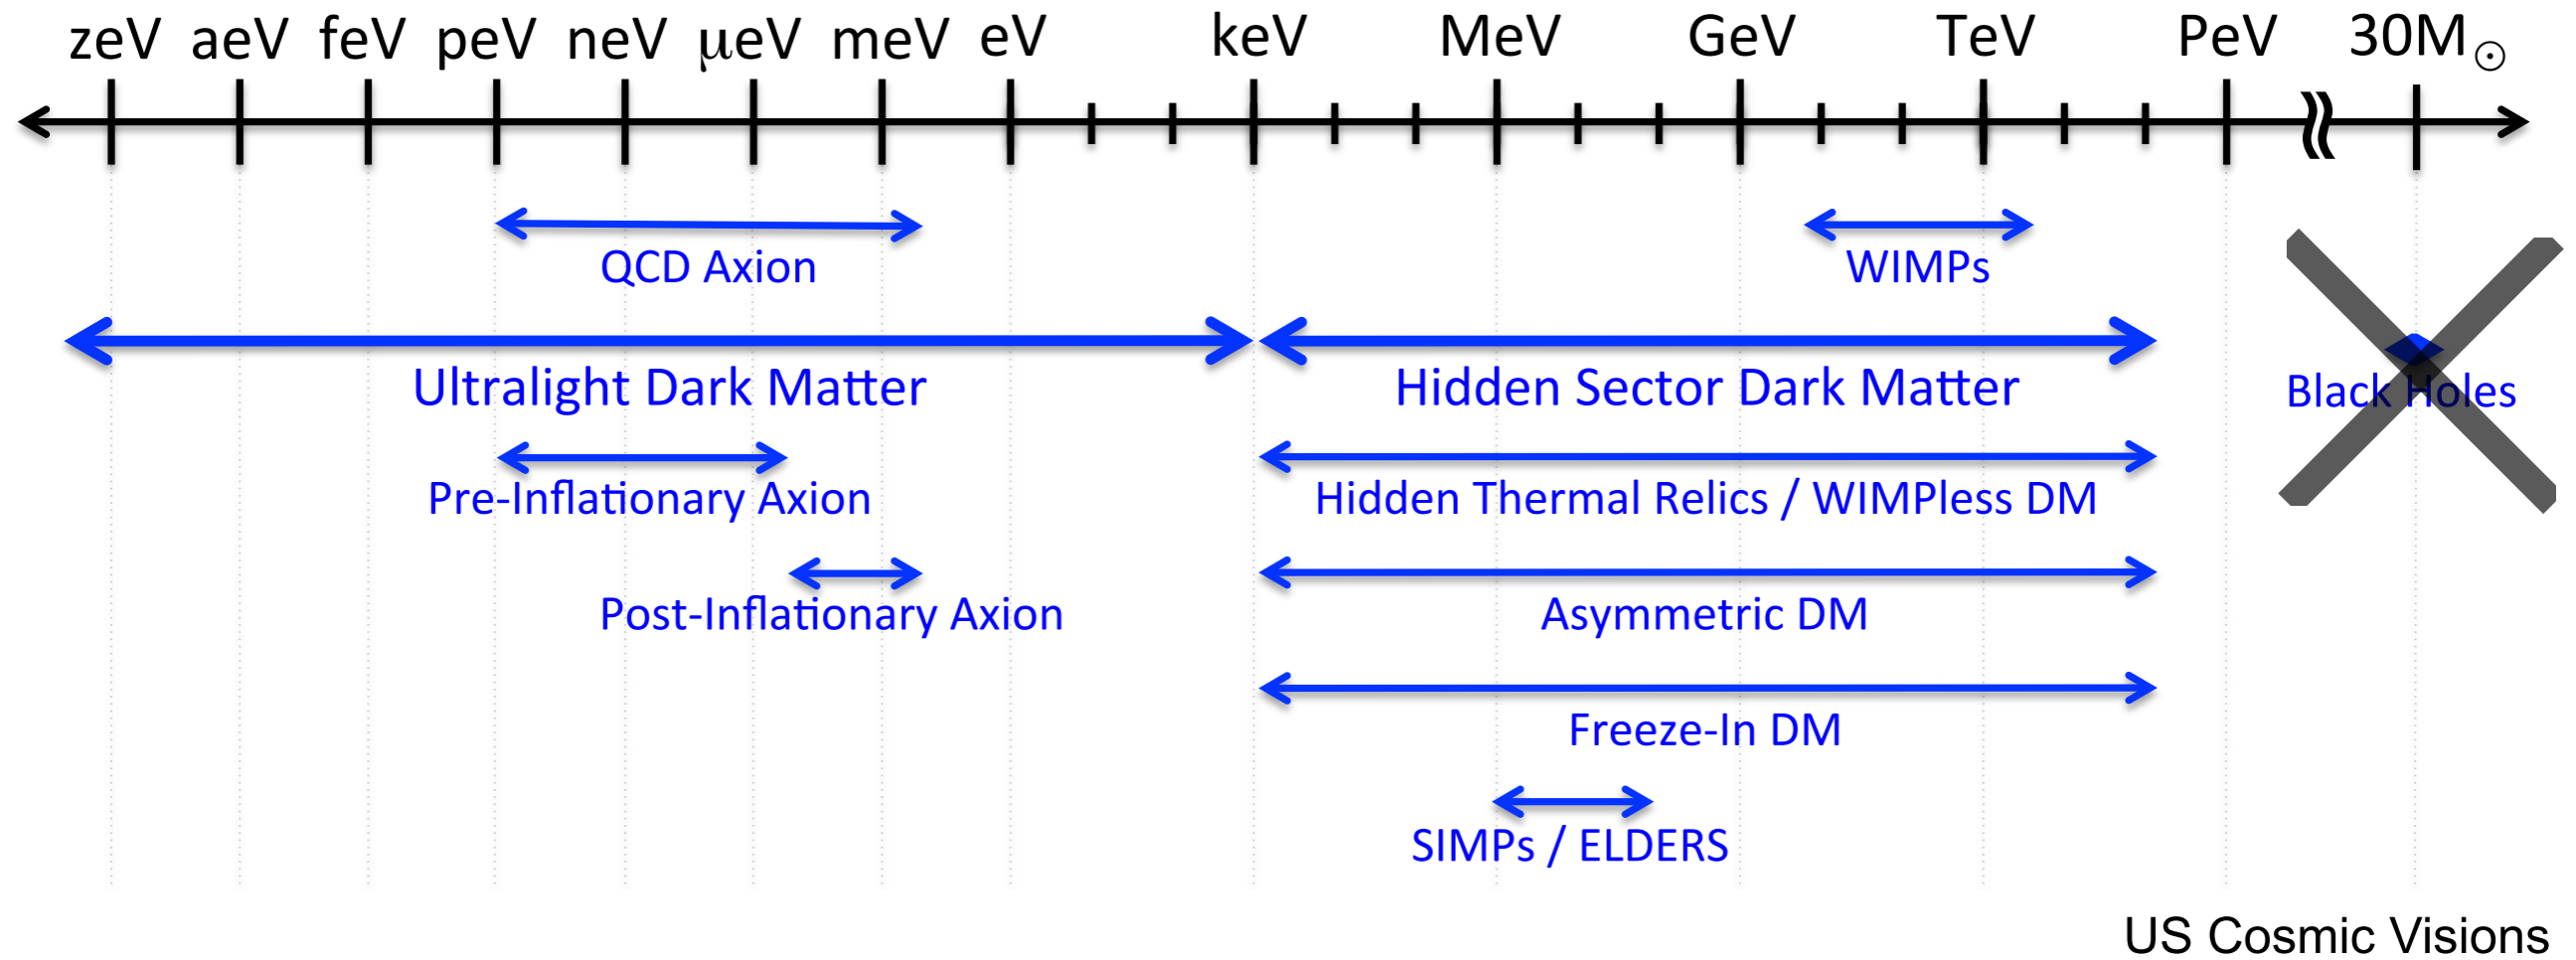 zeV aeV feV peV neV μeV meV eV keV MeV GeV TeV PeV 30M☉
QCD Axion WIMPs
Ultralight Dark Matter Hidden Sector Dark Matter Black Holes
Pre-Inflationary Axion Hidden Thermal Relics / WIMPless DM
Post-Inflationary Axion Asymmetric DM
Freeze-In DM
SIMPs / ELDERS
US Cosmic Visions